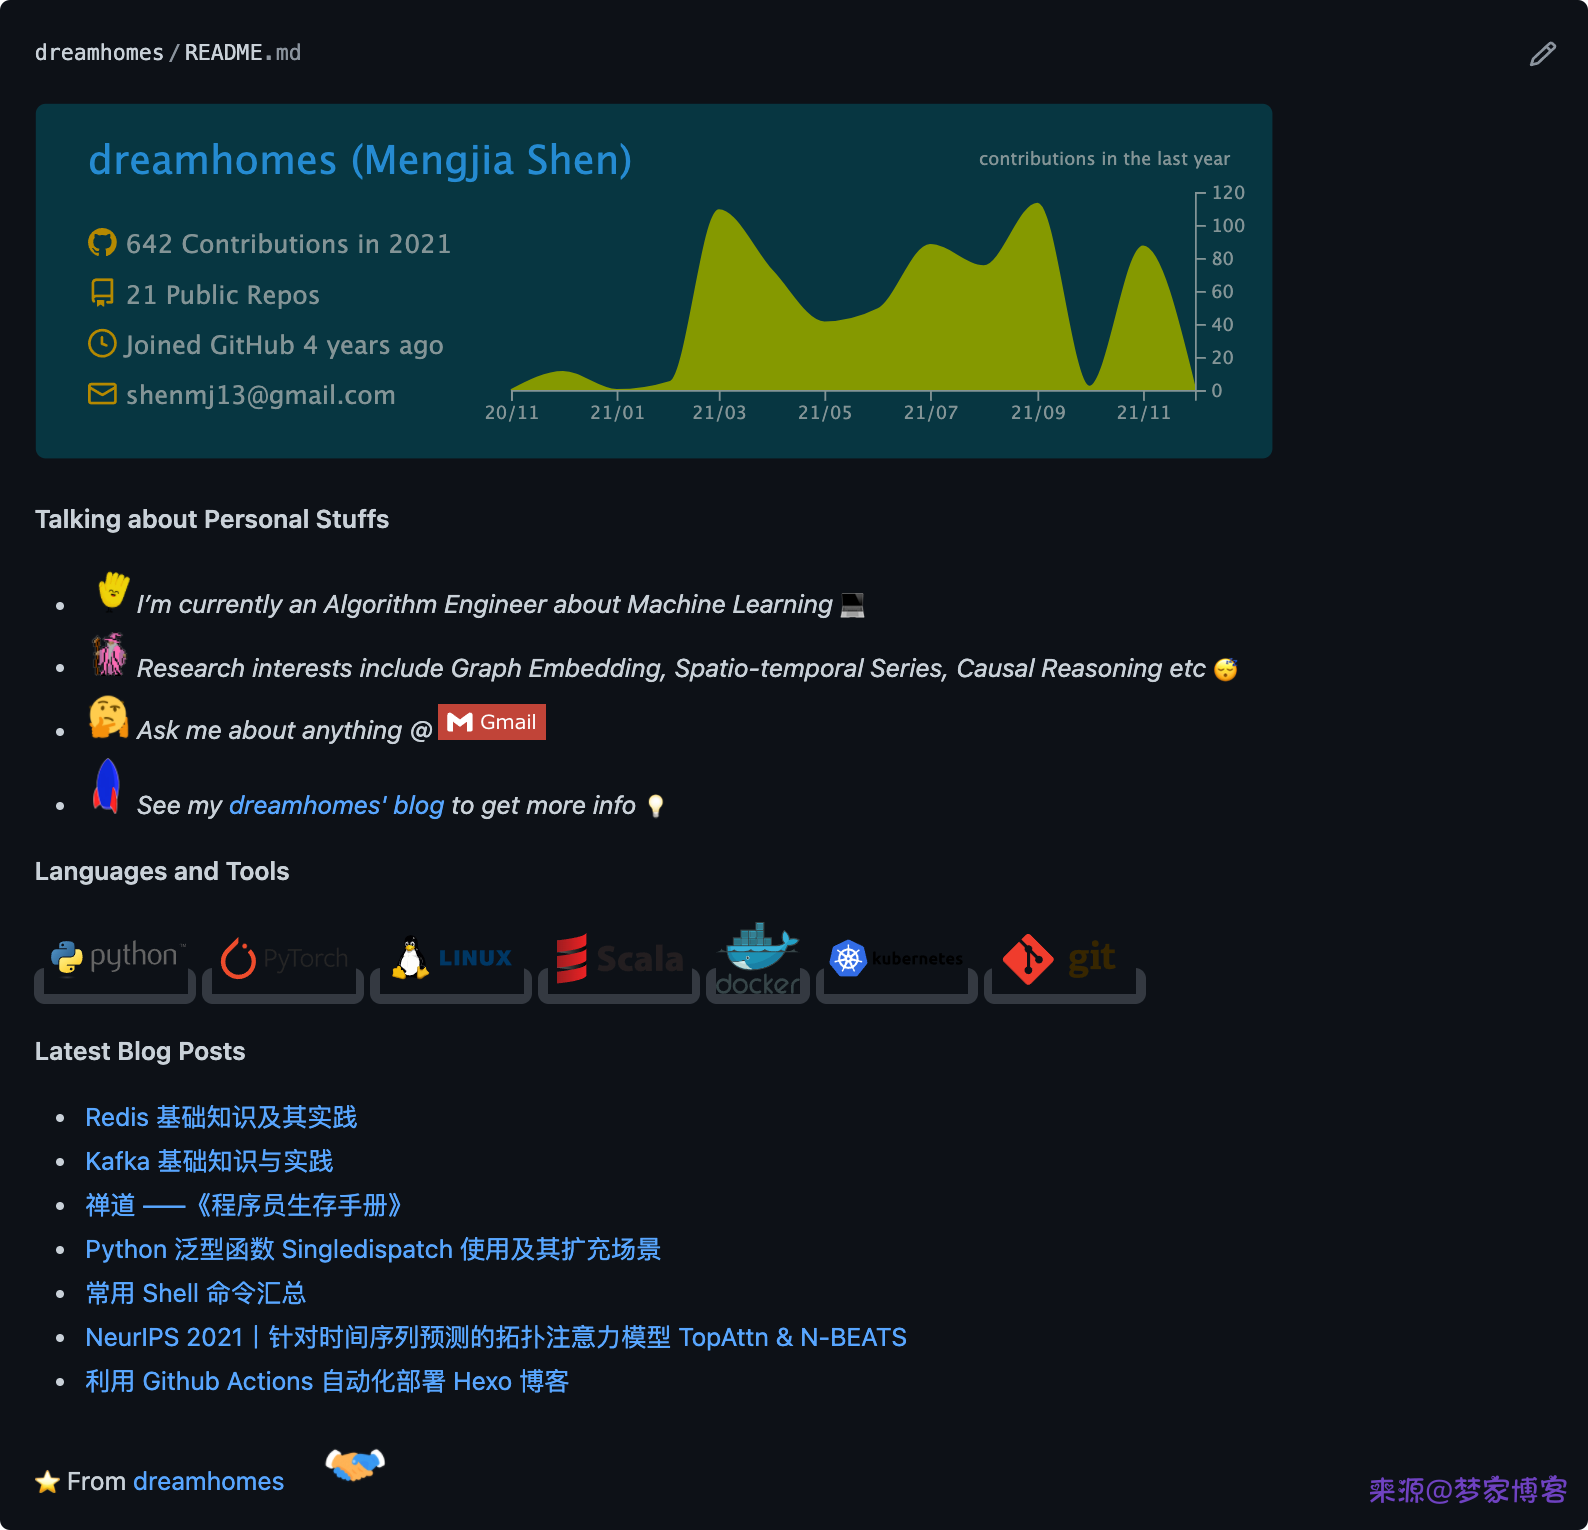 dreamhomes/README.md
dreamhomes (Mengjia Shen)
contributions in the last year
642 Contributions in 2021
21 Public Repos
Joined GitHub 4 years ago
shenmj13@gmail.com
120
100
80
60
40
20
0
20/11 21/01 21/03 21/05 21/07 21/09 21/11
Talking about Personal Stuffs
I’m currently an Algorithm Engineer about Machine Learning
Research interests include Graph Embedding, Spatio-temporal Series, Causal Reasoning etc
Ask me about anything @ Gmail
See my dreamhomes' blog to get more info
Languages and Tools
python™ PyTorch LINUX Scala docker kubernetes git
Latest Blog Posts
Redis 基础知识及其实践
Kafka 基础知识与实践
禅道 ——《程序员生存手册》
Python 泛型函数 Singledispatch 使用及其扩充场景
常用 Shell 命令汇总
NeurIPS 2021｜针对时间序列预测的拓扑注意力模型 TopAttn & N-BEATS
利用 Github Actions 自动化部署 Hexo 博客
From dreamhomes
来源@梦家博客